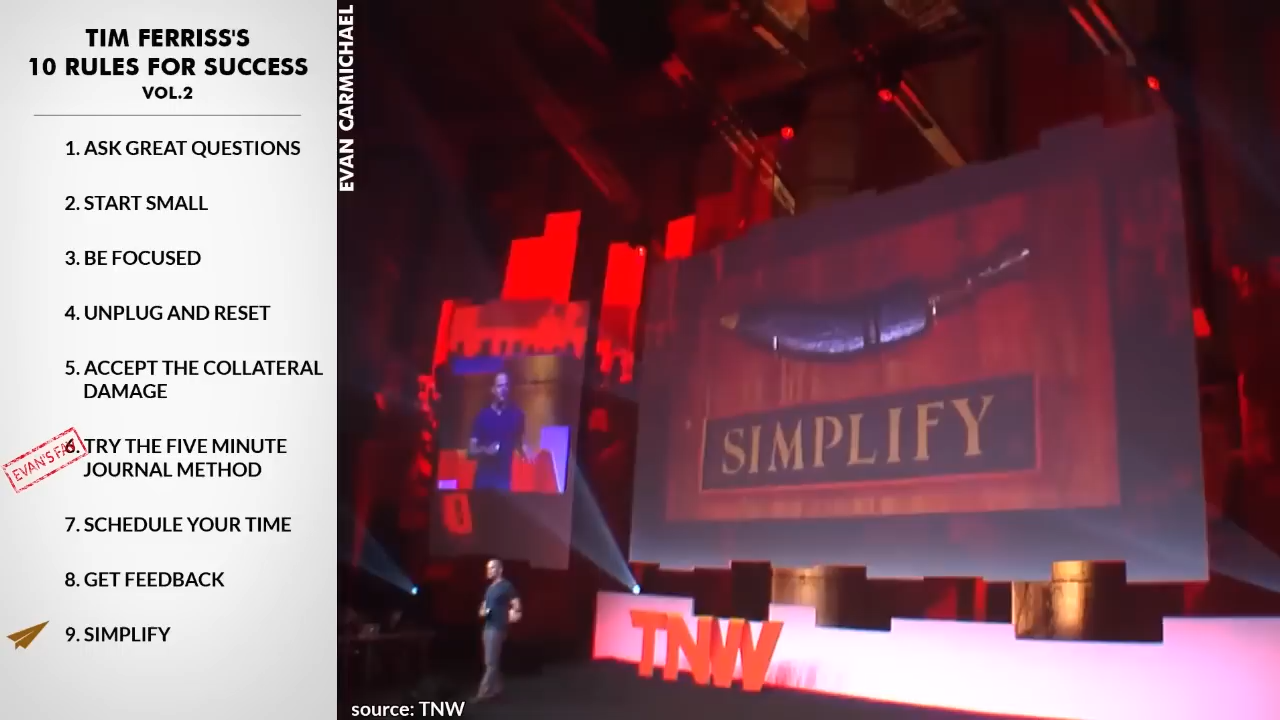 TIM FERRISS'S
10 RULES FOR SUCCESS
VOL.2
1. ASK GREAT QUESTIONS
2. START SMALL
3. BE FOCUSED
4. UNPLUG AND RESET
5. ACCEPT THE COLLATERAL
DAMAGE
6. TRY THE FIVE MINUTE
JOURNAL METHOD
EVAN'S
7. SCHEDULE YOUR TIME
8. GET FEEDBACK
9. SIMPLIFY
EVAN CARMICHAEL
SIMPLIFY
TNW
source: TNW